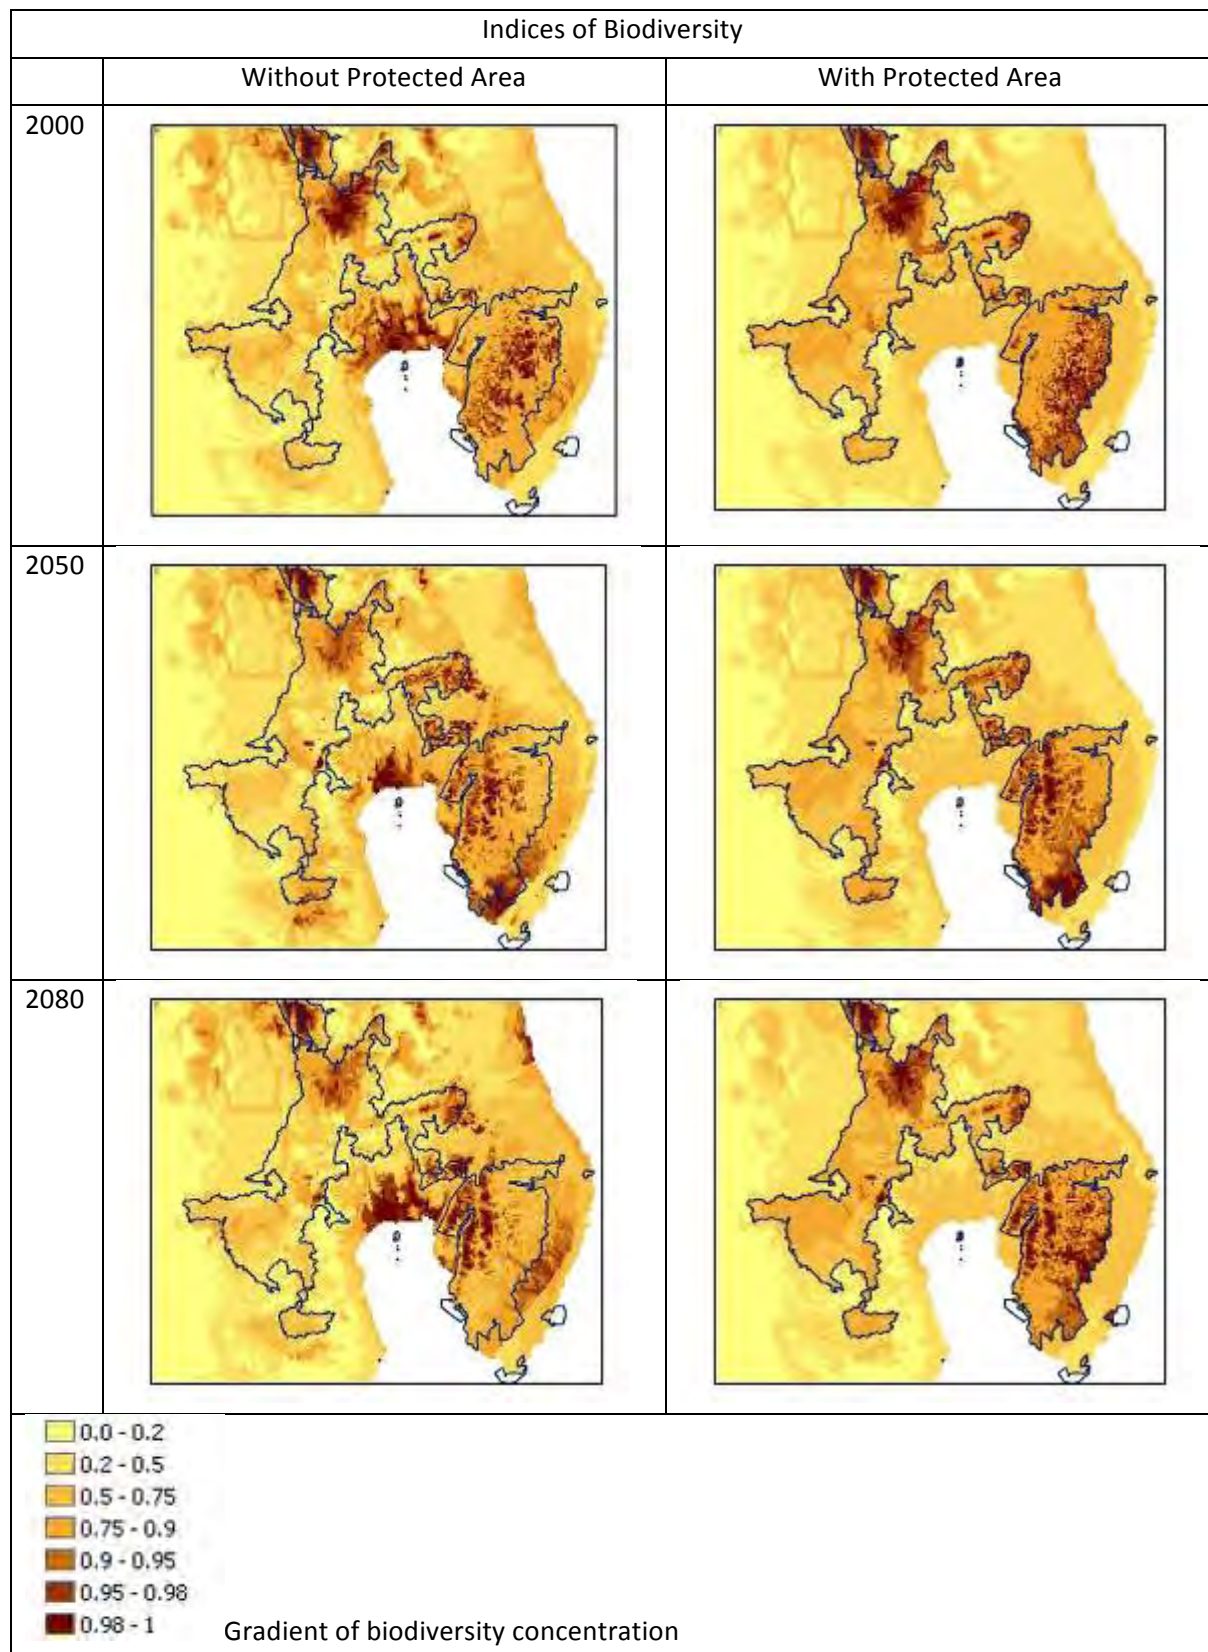 Indices of Biodiversity
Without Protected Area
With Protected Area
2000
2050
2080
0.0 - 0.2
0.2 - 0.5
0.5 - 0.75
0.75 - 0.9
0.9 - 0.95
0.95 - 0.98
0.98 - 1
Gradient of biodiversity concentration